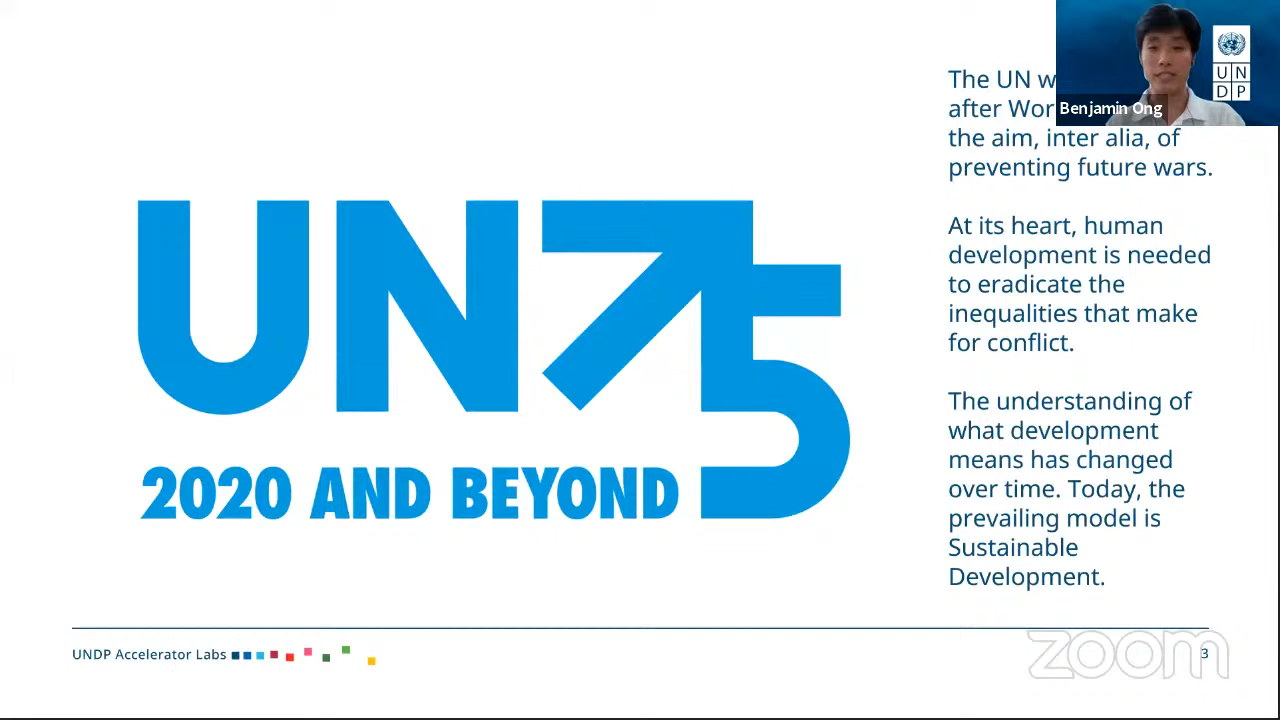 The UN w
after Wor
the aim, inter alia, of
preventing future wars.
At its heart, human
development is needed
to eradicate the
inequalities that make
for conflict.
The understanding of
what development
means has changed
over time. Today, the
prevailing model is
Sustainable
Development.
Benjamin Ong
U N
D P
UN75
2020 AND BEYOND
UNDP Accelerator Labs
zoom
3